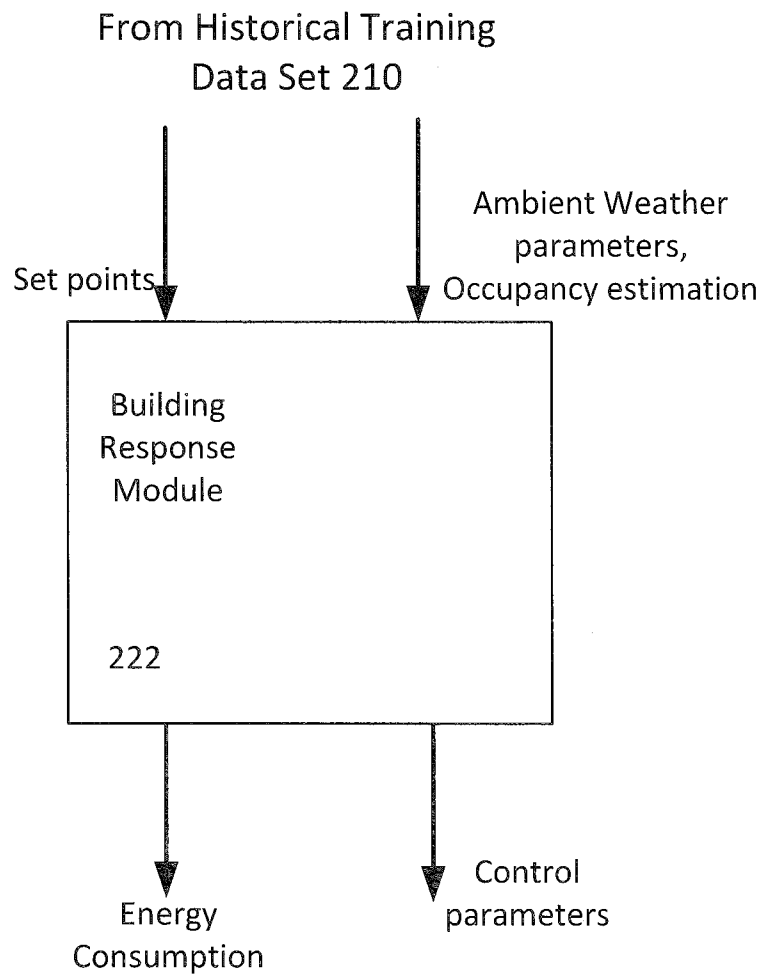 From Historical Training
Data Set 210
Ambient Weather
parameters,
Occupancy estimation
Set points
Building
Response
Module
222
Energy
Consumption
Control
parameters